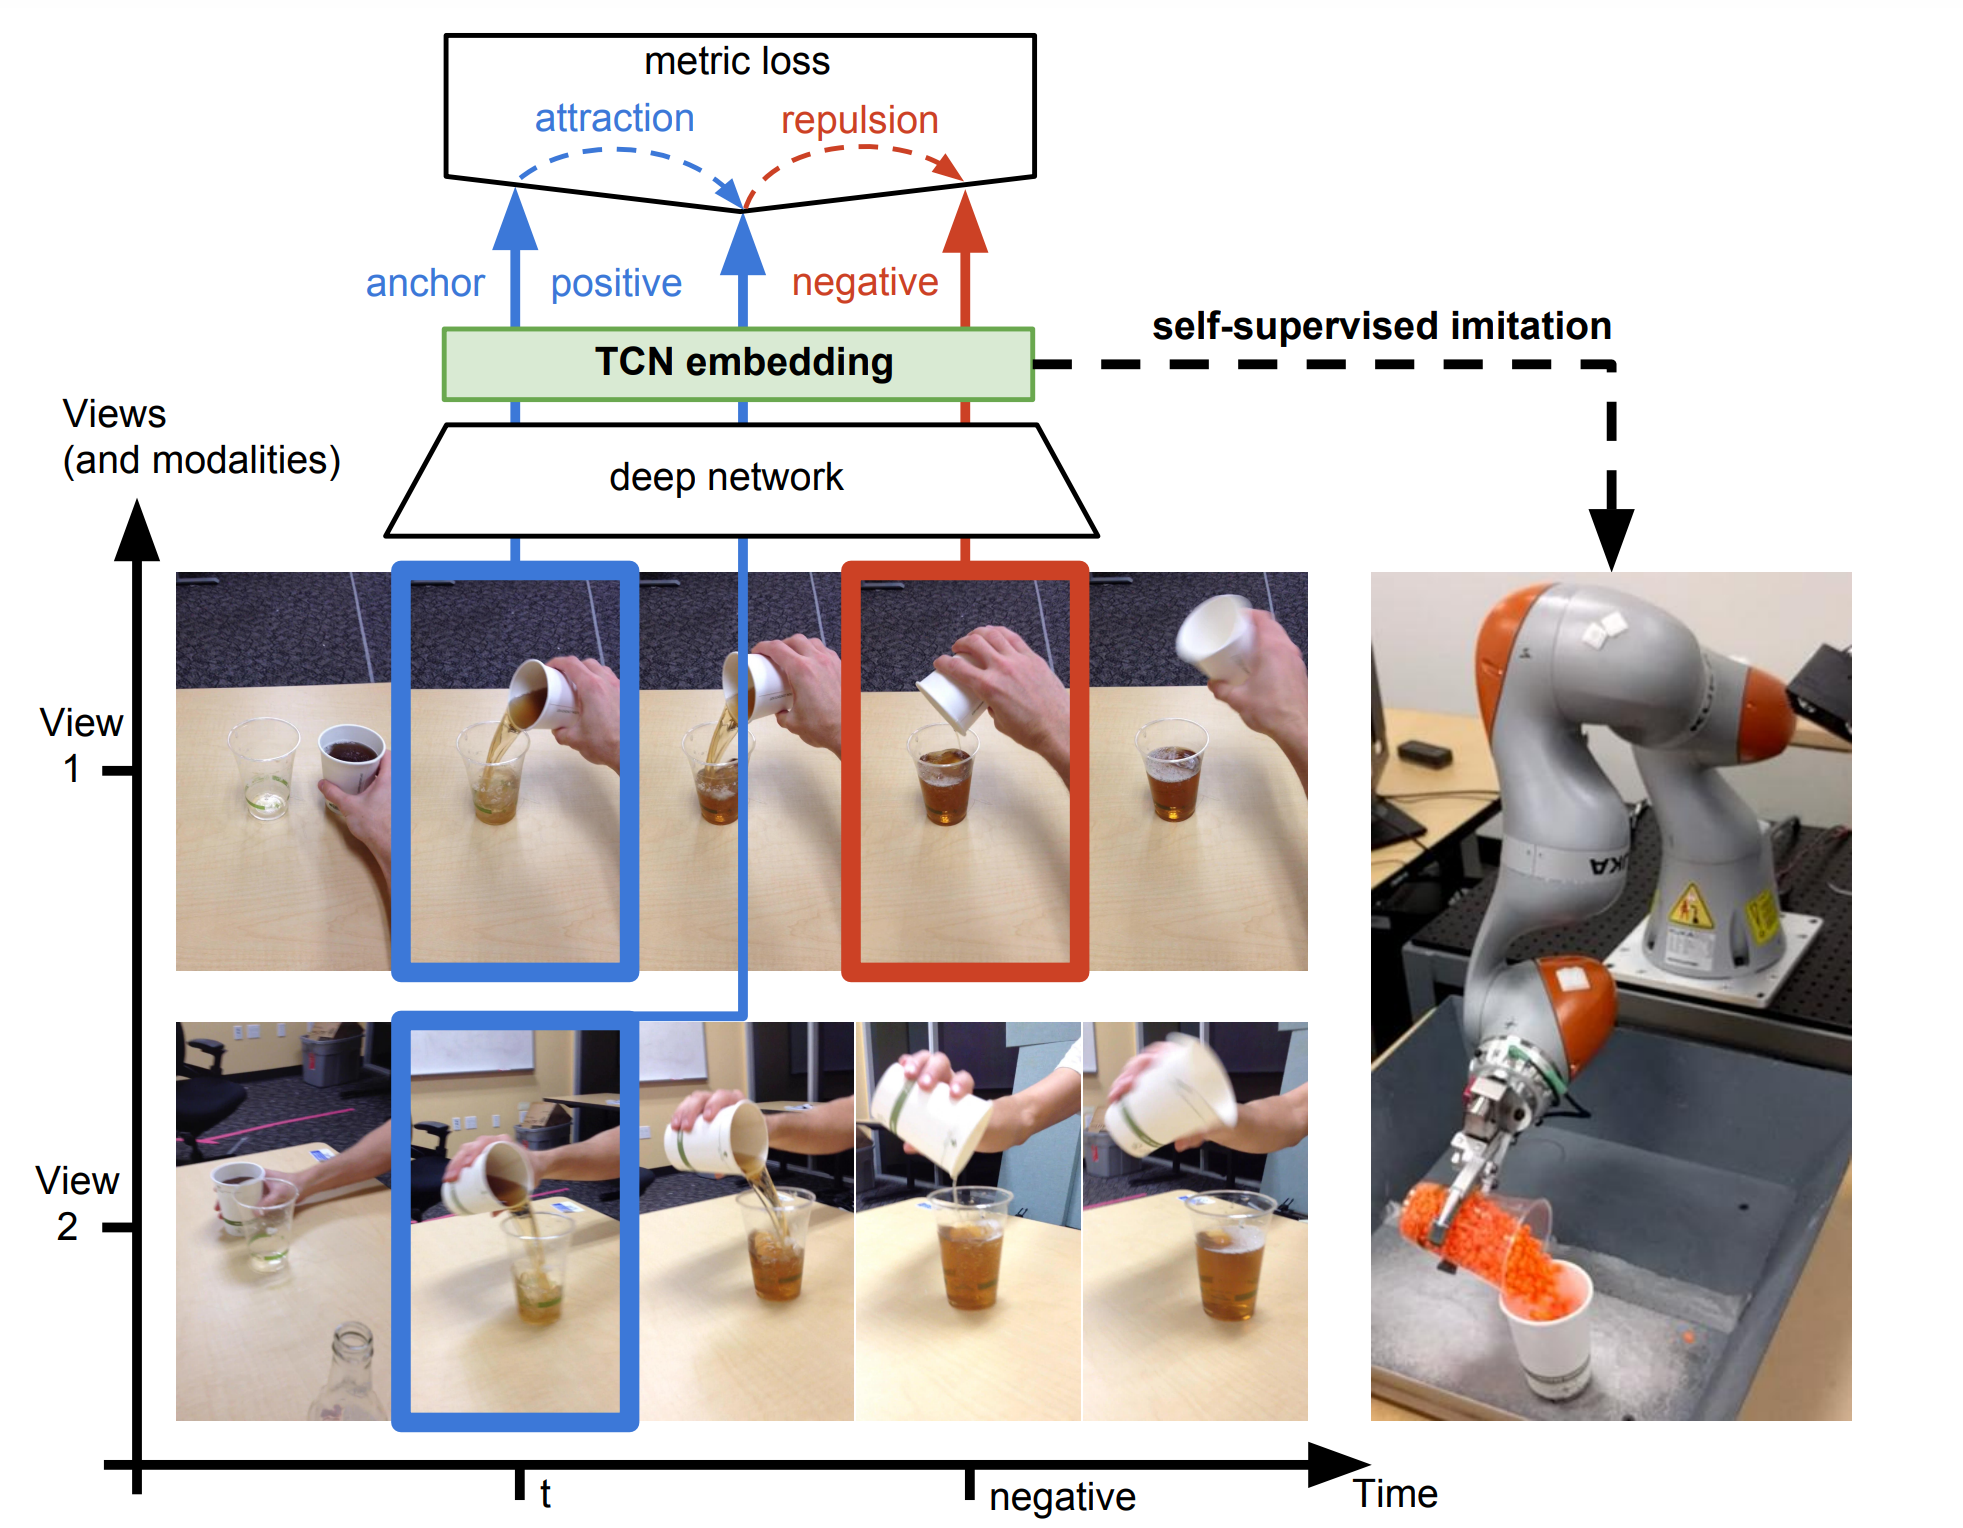 metric loss
attraction
repulsion
anchor
positive
negative
self-supervised imitation
TCN embedding
Views
(and modalities)
deep network
View
1
KUKA
View
2
t
negative
Time